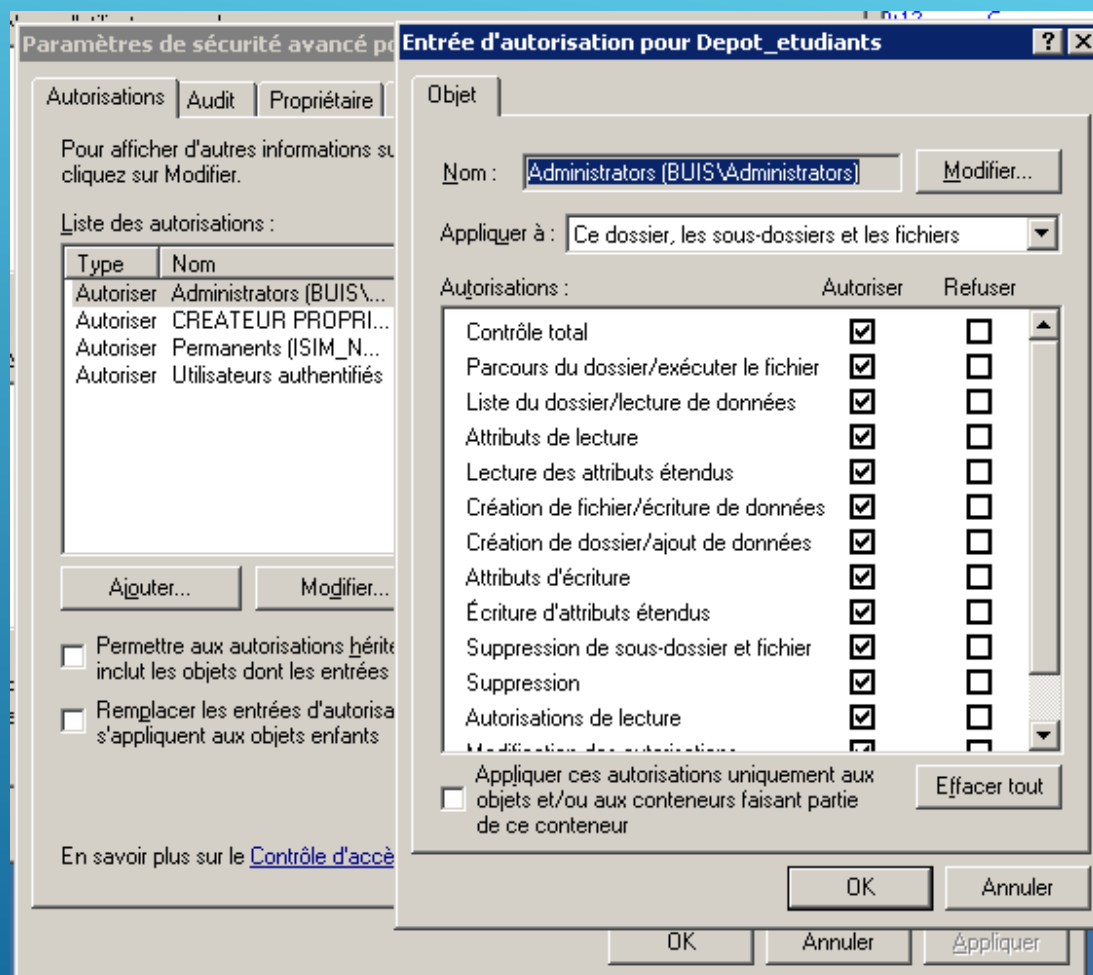 Paramètres de sécurité avancé po
Autorisations
Audit
Propriétaire
Pour afficher d'autres informations su
cliquez sur Modifier.
Liste des autorisations :
Type Nom
Autoriser Administrators (BUIS\...
Autoriser CREATEUR PROPRI...
Autoriser Permanents (ISIM_N...
Autoriser Utilisateurs authentifiés
Ajouter...
Modifier...
Permettre aux autorisations hérite
inclut les objets dont les entrées
Remplacer les entrées d'autorisa
s'appliquent aux objets enfants
En savoir plus sur le Contrôle d'accè
OK
Annuler
Appliquer
Entrée d'autorisation pour Depot_etudiants
Objet
Nom : Administrators (BUIS\Administrators) Modifier...
Appliquer à : Ce dossier, les sous-dossiers et les fichiers
Autorisations : Autoriser Refuser
Contrôle total
Parcours du dossier/exécuter le fichier
Liste du dossier/lecture de données
Attributs de lecture
Lecture des attributs étendus
Création de fichier/écriture de données
Création de dossier/ajout de données
Attributs d'écriture
Écriture d'attributs étendus
Suppression de sous-dossier et fichier
Suppression
Autorisations de lecture
Modification des autorisations
Appliquer ces autorisations uniquement aux
objets et/ou aux conteneurs faisant partie
de ce conteneur
Effacer tout
OK
Annuler